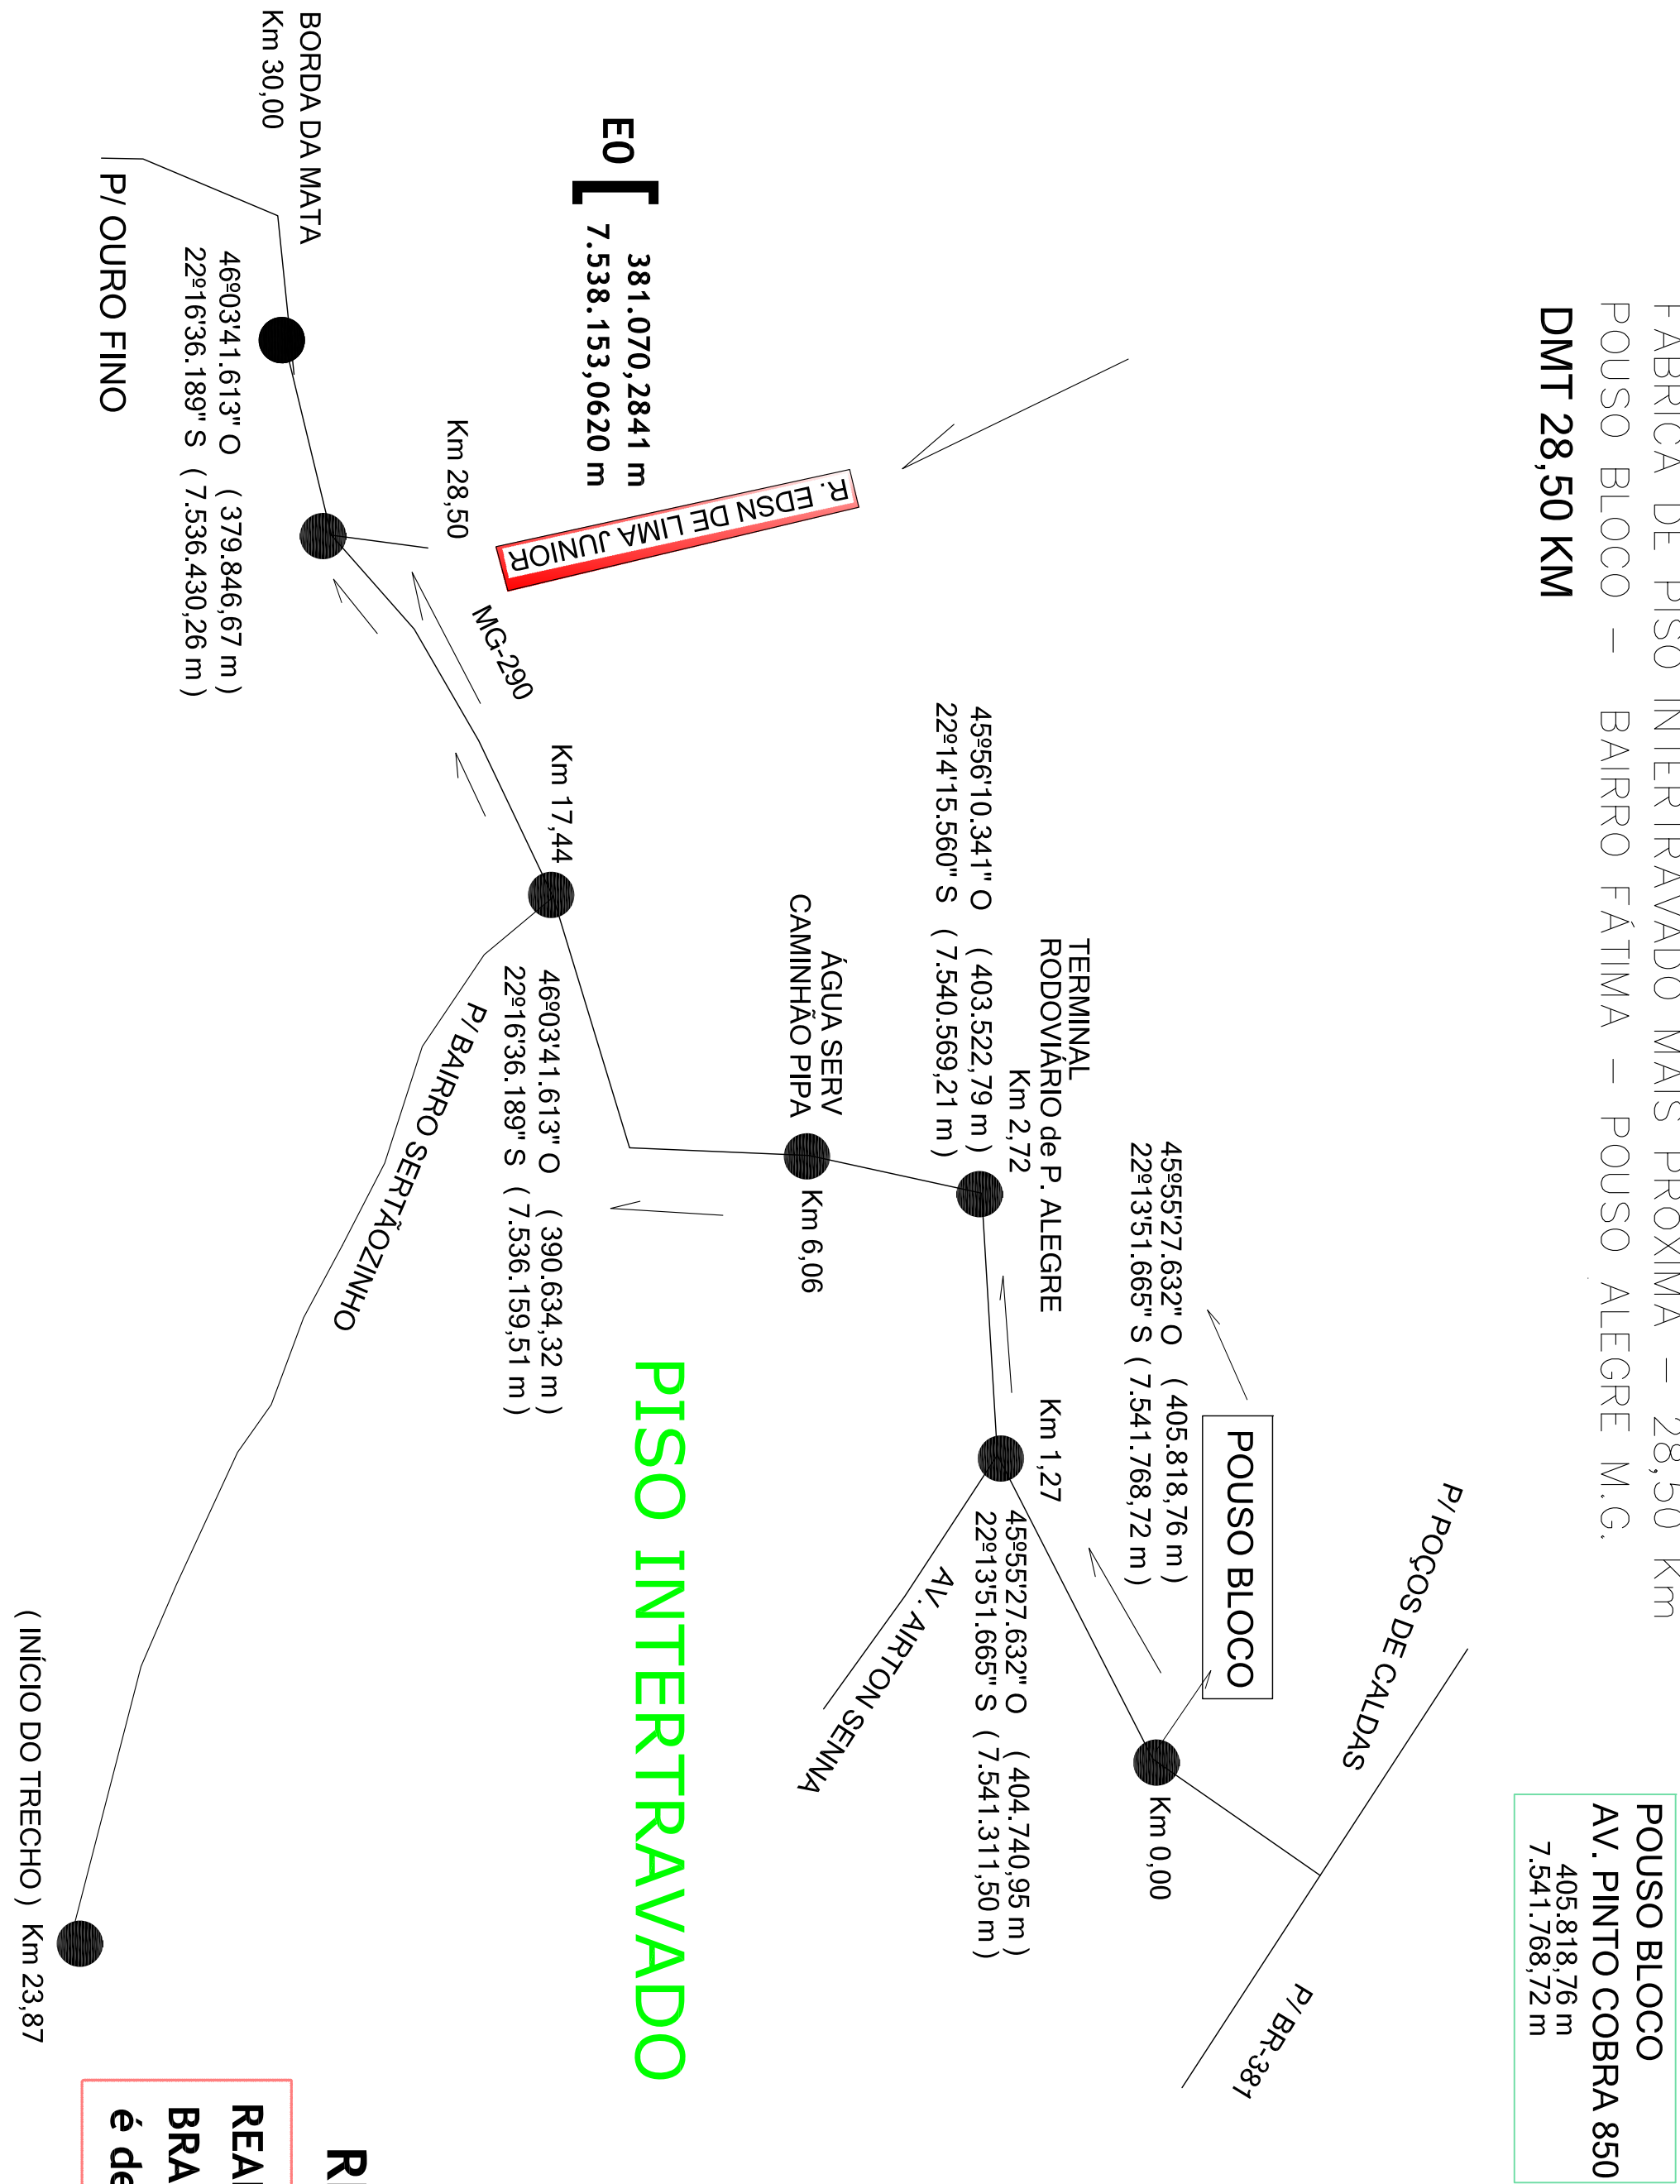 FÁBRICA DE PISO INTERTRAVADO MAIS PRÓXIMA - 28,50 Km
POUSO BLOCO - BAIRRO FÁTIMA - POUSO ALEGRE M.G.
DMT 28,50 KM
POUSO BLOCO
AV. PINTO COBRA 850
405.818,76 m
7.541.768,72 m
P/ POÇOS DE CALDAS
P/ BR-381
POUSO BLOCO
45º55'27.632" O ( 405.818,76 m )
22º13'51.665" S ( 7.541.768,72 m )
Km 0,00
Km 1,27
45º55'27.632" O ( 404.740,95 m )
22º13'51.665" S ( 7.541.311,50 m )
AV. AIRTON SENNA
TERMINAL
RODOVIÁRIO de P. ALEGRE
Km 2,72
45º56'10.341" O ( 403.522,79 m )
22º14'15.560" S ( 7.540.569,21 m )
ÁGUA SERV
CAMINHÃO PIPA
Km 6,06
E0 [
381.070,2841 m
7.538.153,0620 m
R. EDSN DE LIMA JUNIOR
PISO INTERTRAVADO
Km 17,44
46º03'41.613" O ( 390.634,32 m )
22º16'36.189" S ( 7.536.159,51 m )
MG-290
Km 28,50
P/ BAIRRO SERTÃOZINHO
BORDA DA MATA
Km 30,00
46º03'41.613" O ( 379.846,67 m )
22º16'36.189" S ( 7.536.430,26 m )
P/ OURO FINO
( INÍCIO DO TRECHO ) Km 23,87
REA
BRA
é de